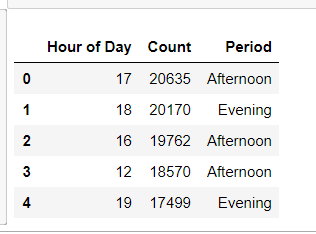 Hour of Day Count Period
0 17 20635 Afternoon
1 18 20170 Evening
2 16 19762 Afternoon
3 12 18570 Afternoon
4 19 17499 Evening